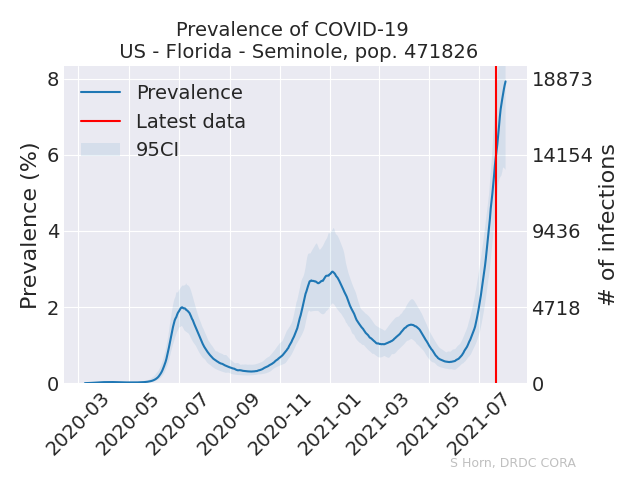 Prevalence of COVID-19
US - Florida - Seminole, pop. 471826
Prevalence
Latest data
95CI
Prevalence (%)
8
6
4
2
0
18873
14154
9436
4718
0
# of infections
2020-03
2020-05
2020-07
2020-09
2020-11
2021-01
2021-03
2021-05
2021-07
S Horn, DRDC CORA